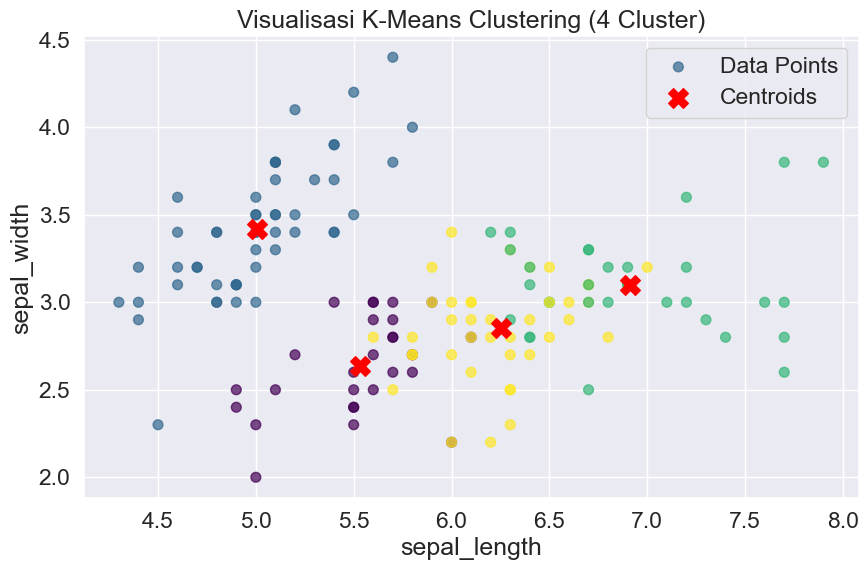 Visualisasi K-Means Clustering (4 Cluster)
4.5
4.0
3.5
3.0
2.5
2.0
sepal_width
Data Points
Centroids
4.5 5.0 5.5 6.0 6.5 7.0 7.5 8.0
sepal_length